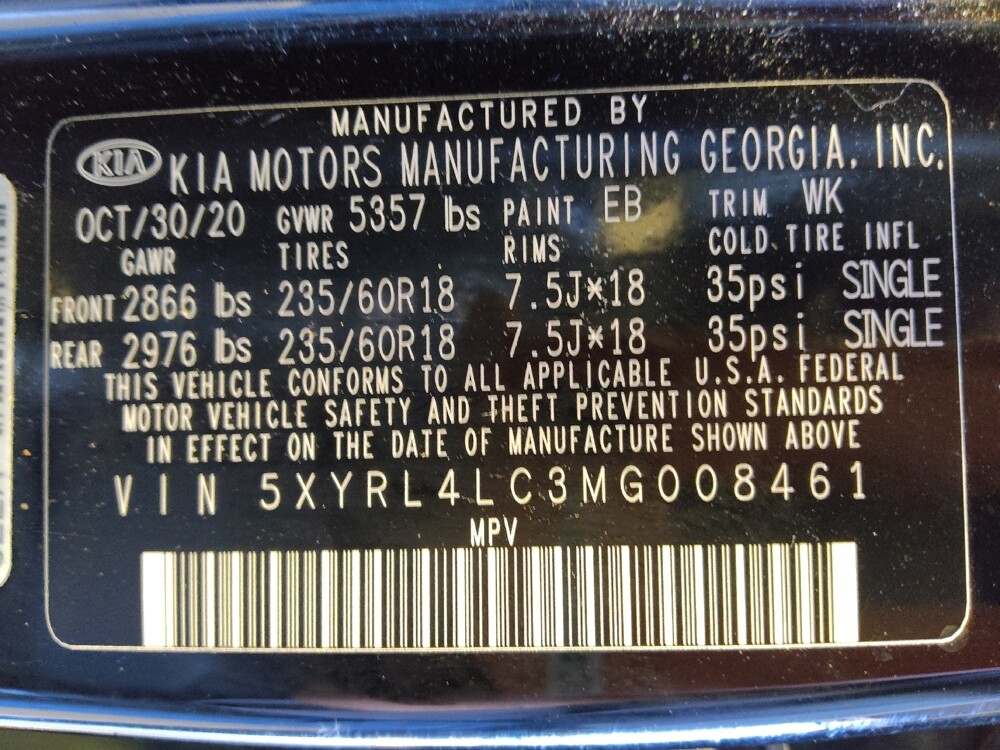 MANUFACTURED BY
KIA KIA MOTORS MANUFACTURING GEORGIA, INC.
OCT/30/20 GVWR 5357 lbs PAINT EB TRIM WK
GAWR TIRES RIMS COLD TIRE INFL
FRONT 2866 lbs 235/60R18 7.5J×18 35psi SINGLE
REAR 2976 lbs 235/60R18 7.5J×18 35psi SINGLE
THIS VEHICLE CONFORMS TO ALL APPLICABLE U.S.A. FEDERAL
MOTOR VEHICLE SAFETY AND THEFT PREVENTION STANDARDS
IN EFFECT ON THE DATE OF MANUFACTURE SHOWN ABOVE
VIN 5XYRL4LC3MG008461
MPV